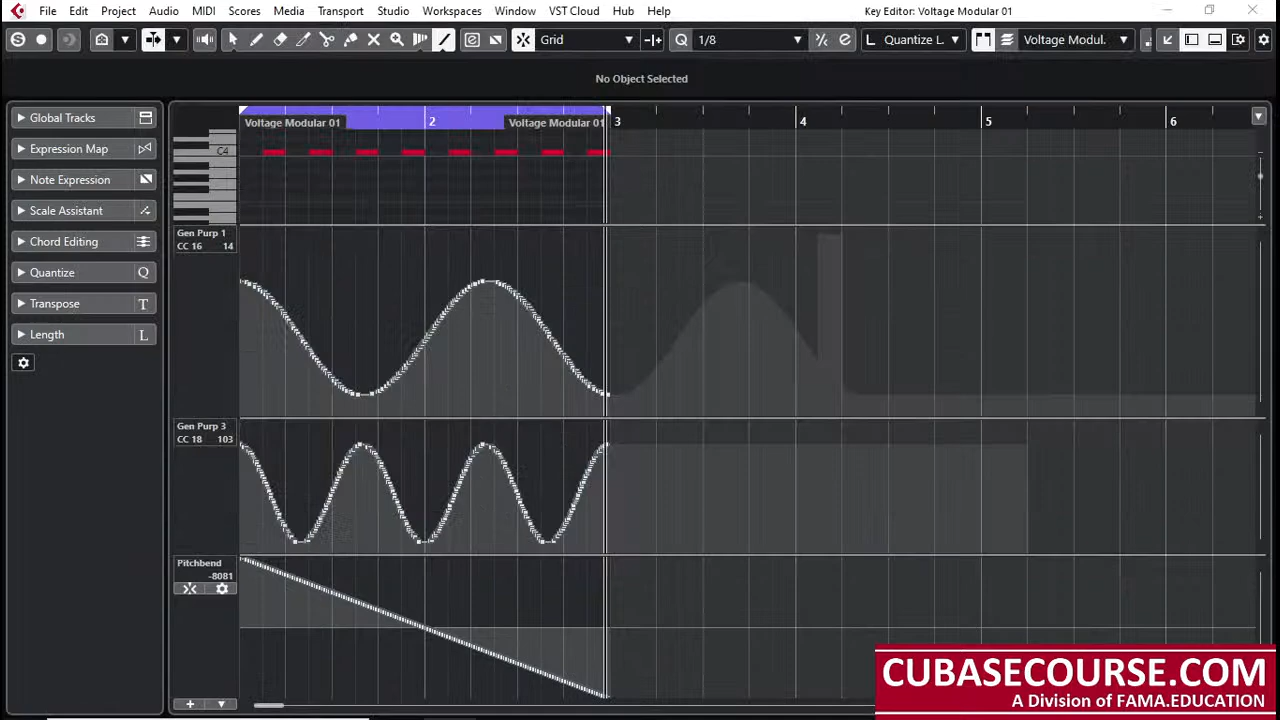 File Edit Project Audio MIDI Scores Media Transport Studio Workspaces Window VST Cloud Hub Help Key Editor: Voltage Modular 01
Grid 1/8 Quantize L. Voltage Modul.
No Object Selected
Global Tracks
Expression Map
Note Expression
Scale Assistant
Chord Editing
Quantize Q
Transpose T
Length L
2 3 4 5 6
Voltage Modular 01 Voltage Modular 01
C4
Gen Purp 1
CC 16 14
Gen Purp 3
CC 18 103
Pitchbend
-8081
CUBASECOURSE.COM
A Division of FAMA.EDUCATION